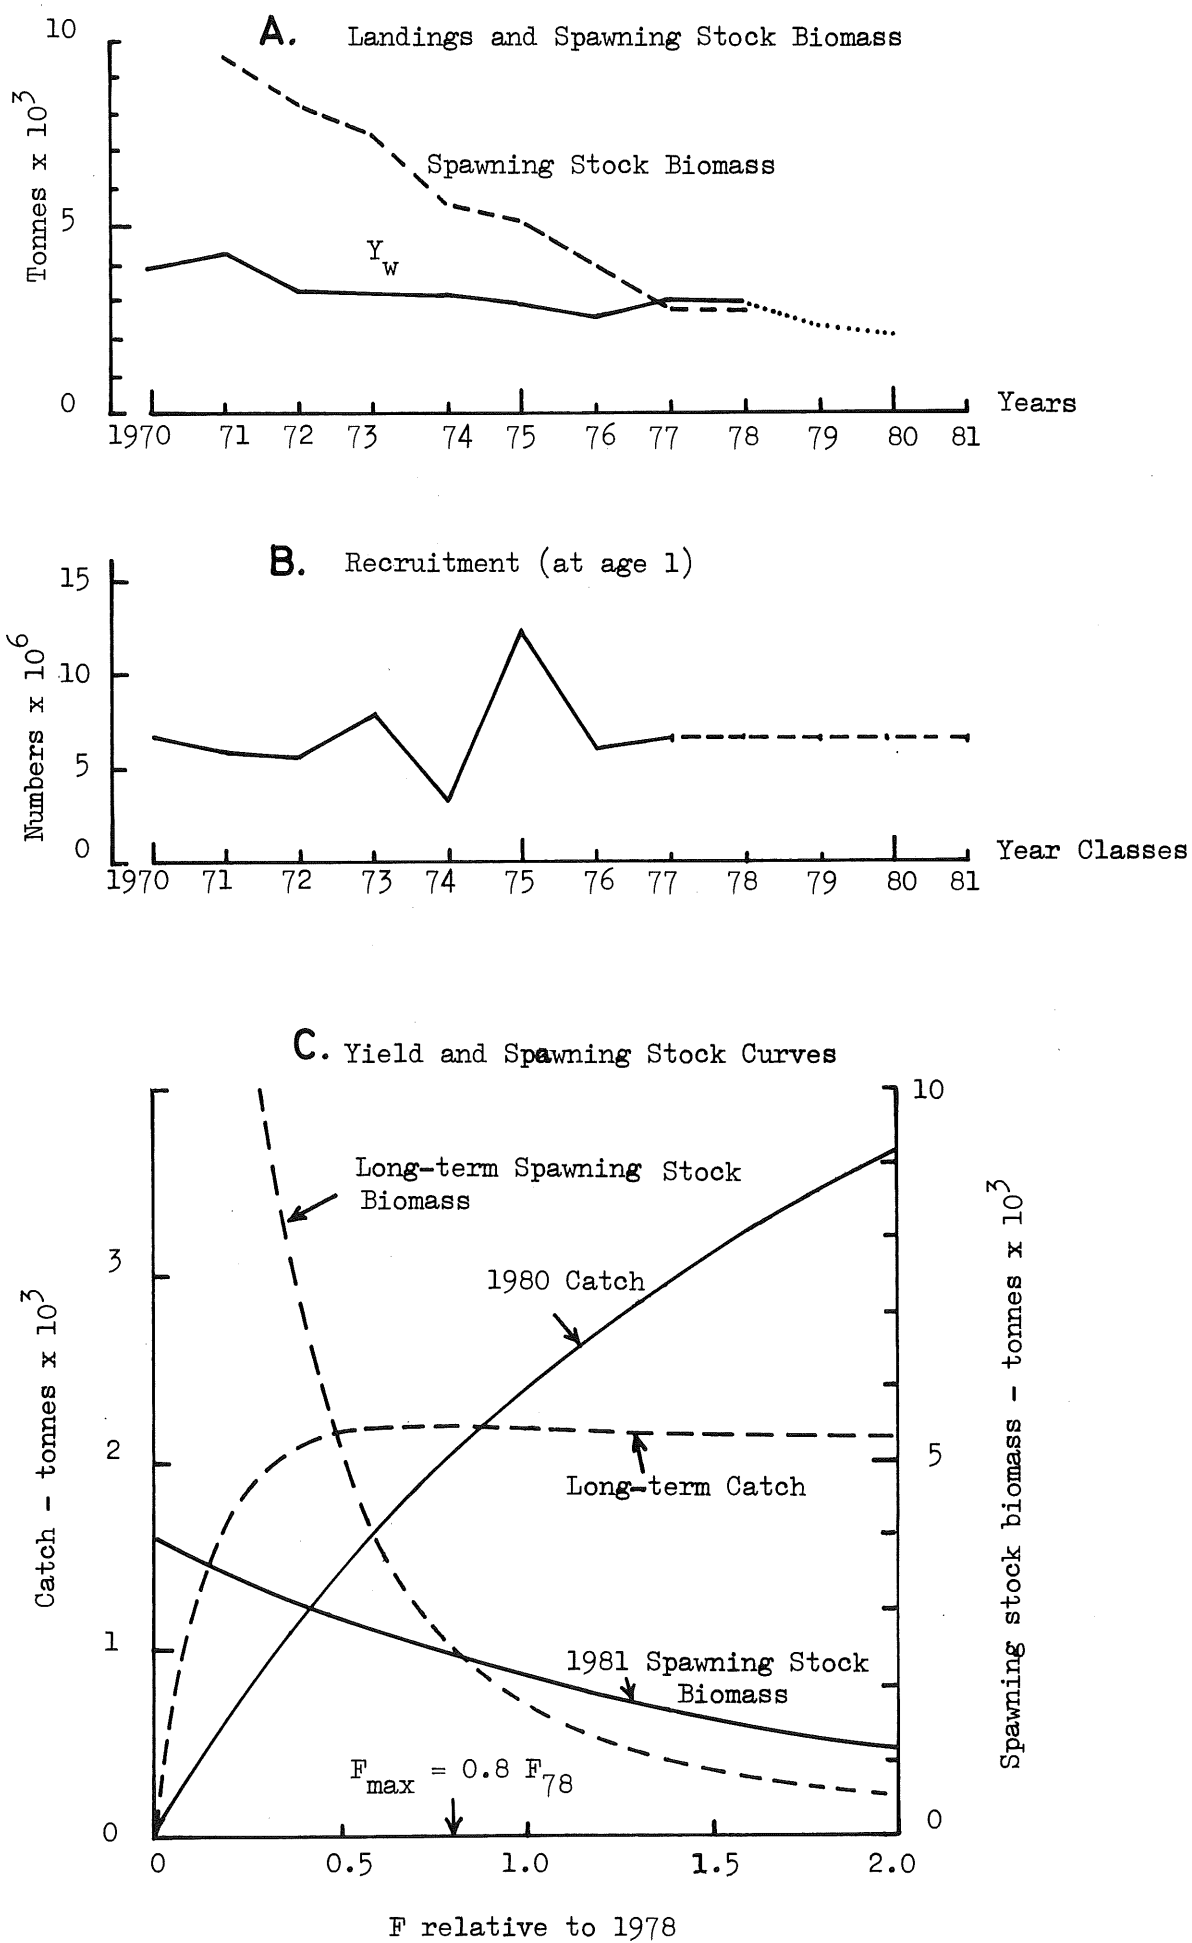 A. Landings and Spawning Stock Biomass
10
5
0
Tonnes x 10³
Spawning Stock Biomass
Yw
Years
1970 71 72 73 74 75 76 77 78 79 80 81
B. Recruitment (at age 1)
15
10
5
0
Numbers x 10⁶
Year Classes
1970 71 72 73 74 75 76 77 78 79 80 81
C. Yield and Spawning Stock Curves
10
Long-term Spawning Stock
Biomass
3
1980 Catch
2
5
Long-term Catch
1
1981 Spawning Stock
Biomass
Fmax = 0.8 F78
0
0
Catch - tonnes x 10³
Spawning stock biomass - tonnes x 10³
0 0.5 1.0 1.5 2.0
F relative to 1978